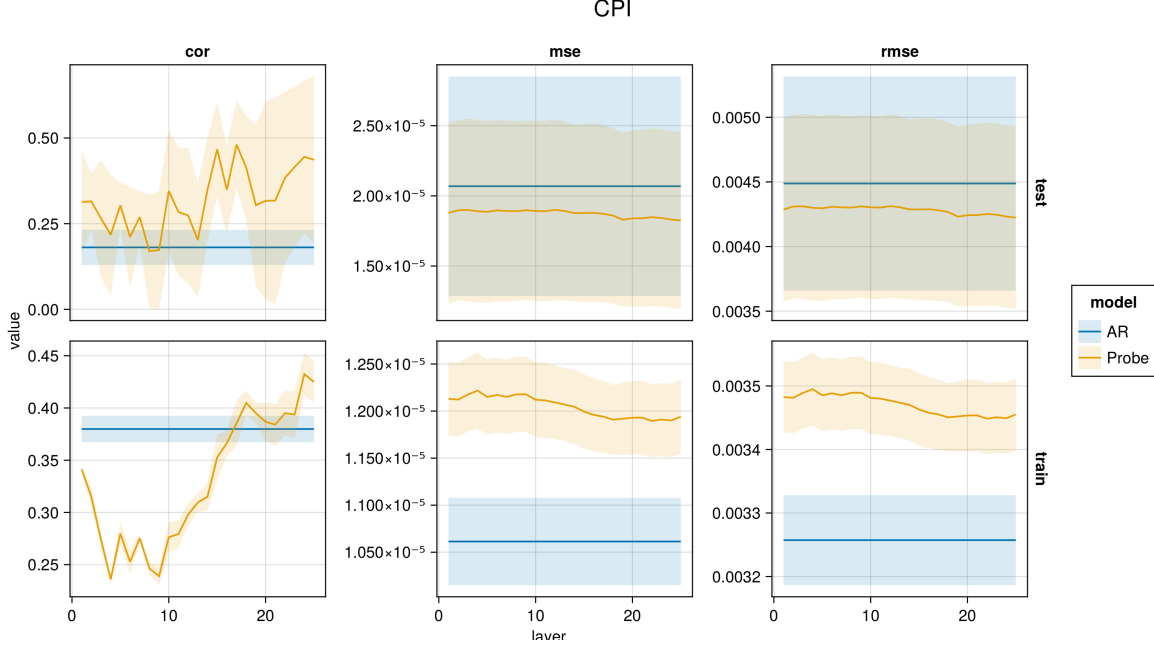 CPI
cor
mse
rmse
value
0.50
0.25
0.00
2.50×10⁻⁵
2.00×10⁻⁵
1.50×10⁻⁵
0.0050
0.0045
0.0040
0.0035
test
0.45
0.40
0.35
0.30
0.25
1.250×10⁻⁵
1.200×10⁻⁵
1.150×10⁻⁵
1.100×10⁻⁵
1.050×10⁻⁵
0.0035
0.0034
0.0033
0.0032
train
0 10 20
0 10 20
0 10 20
layer
model
AR
Probe